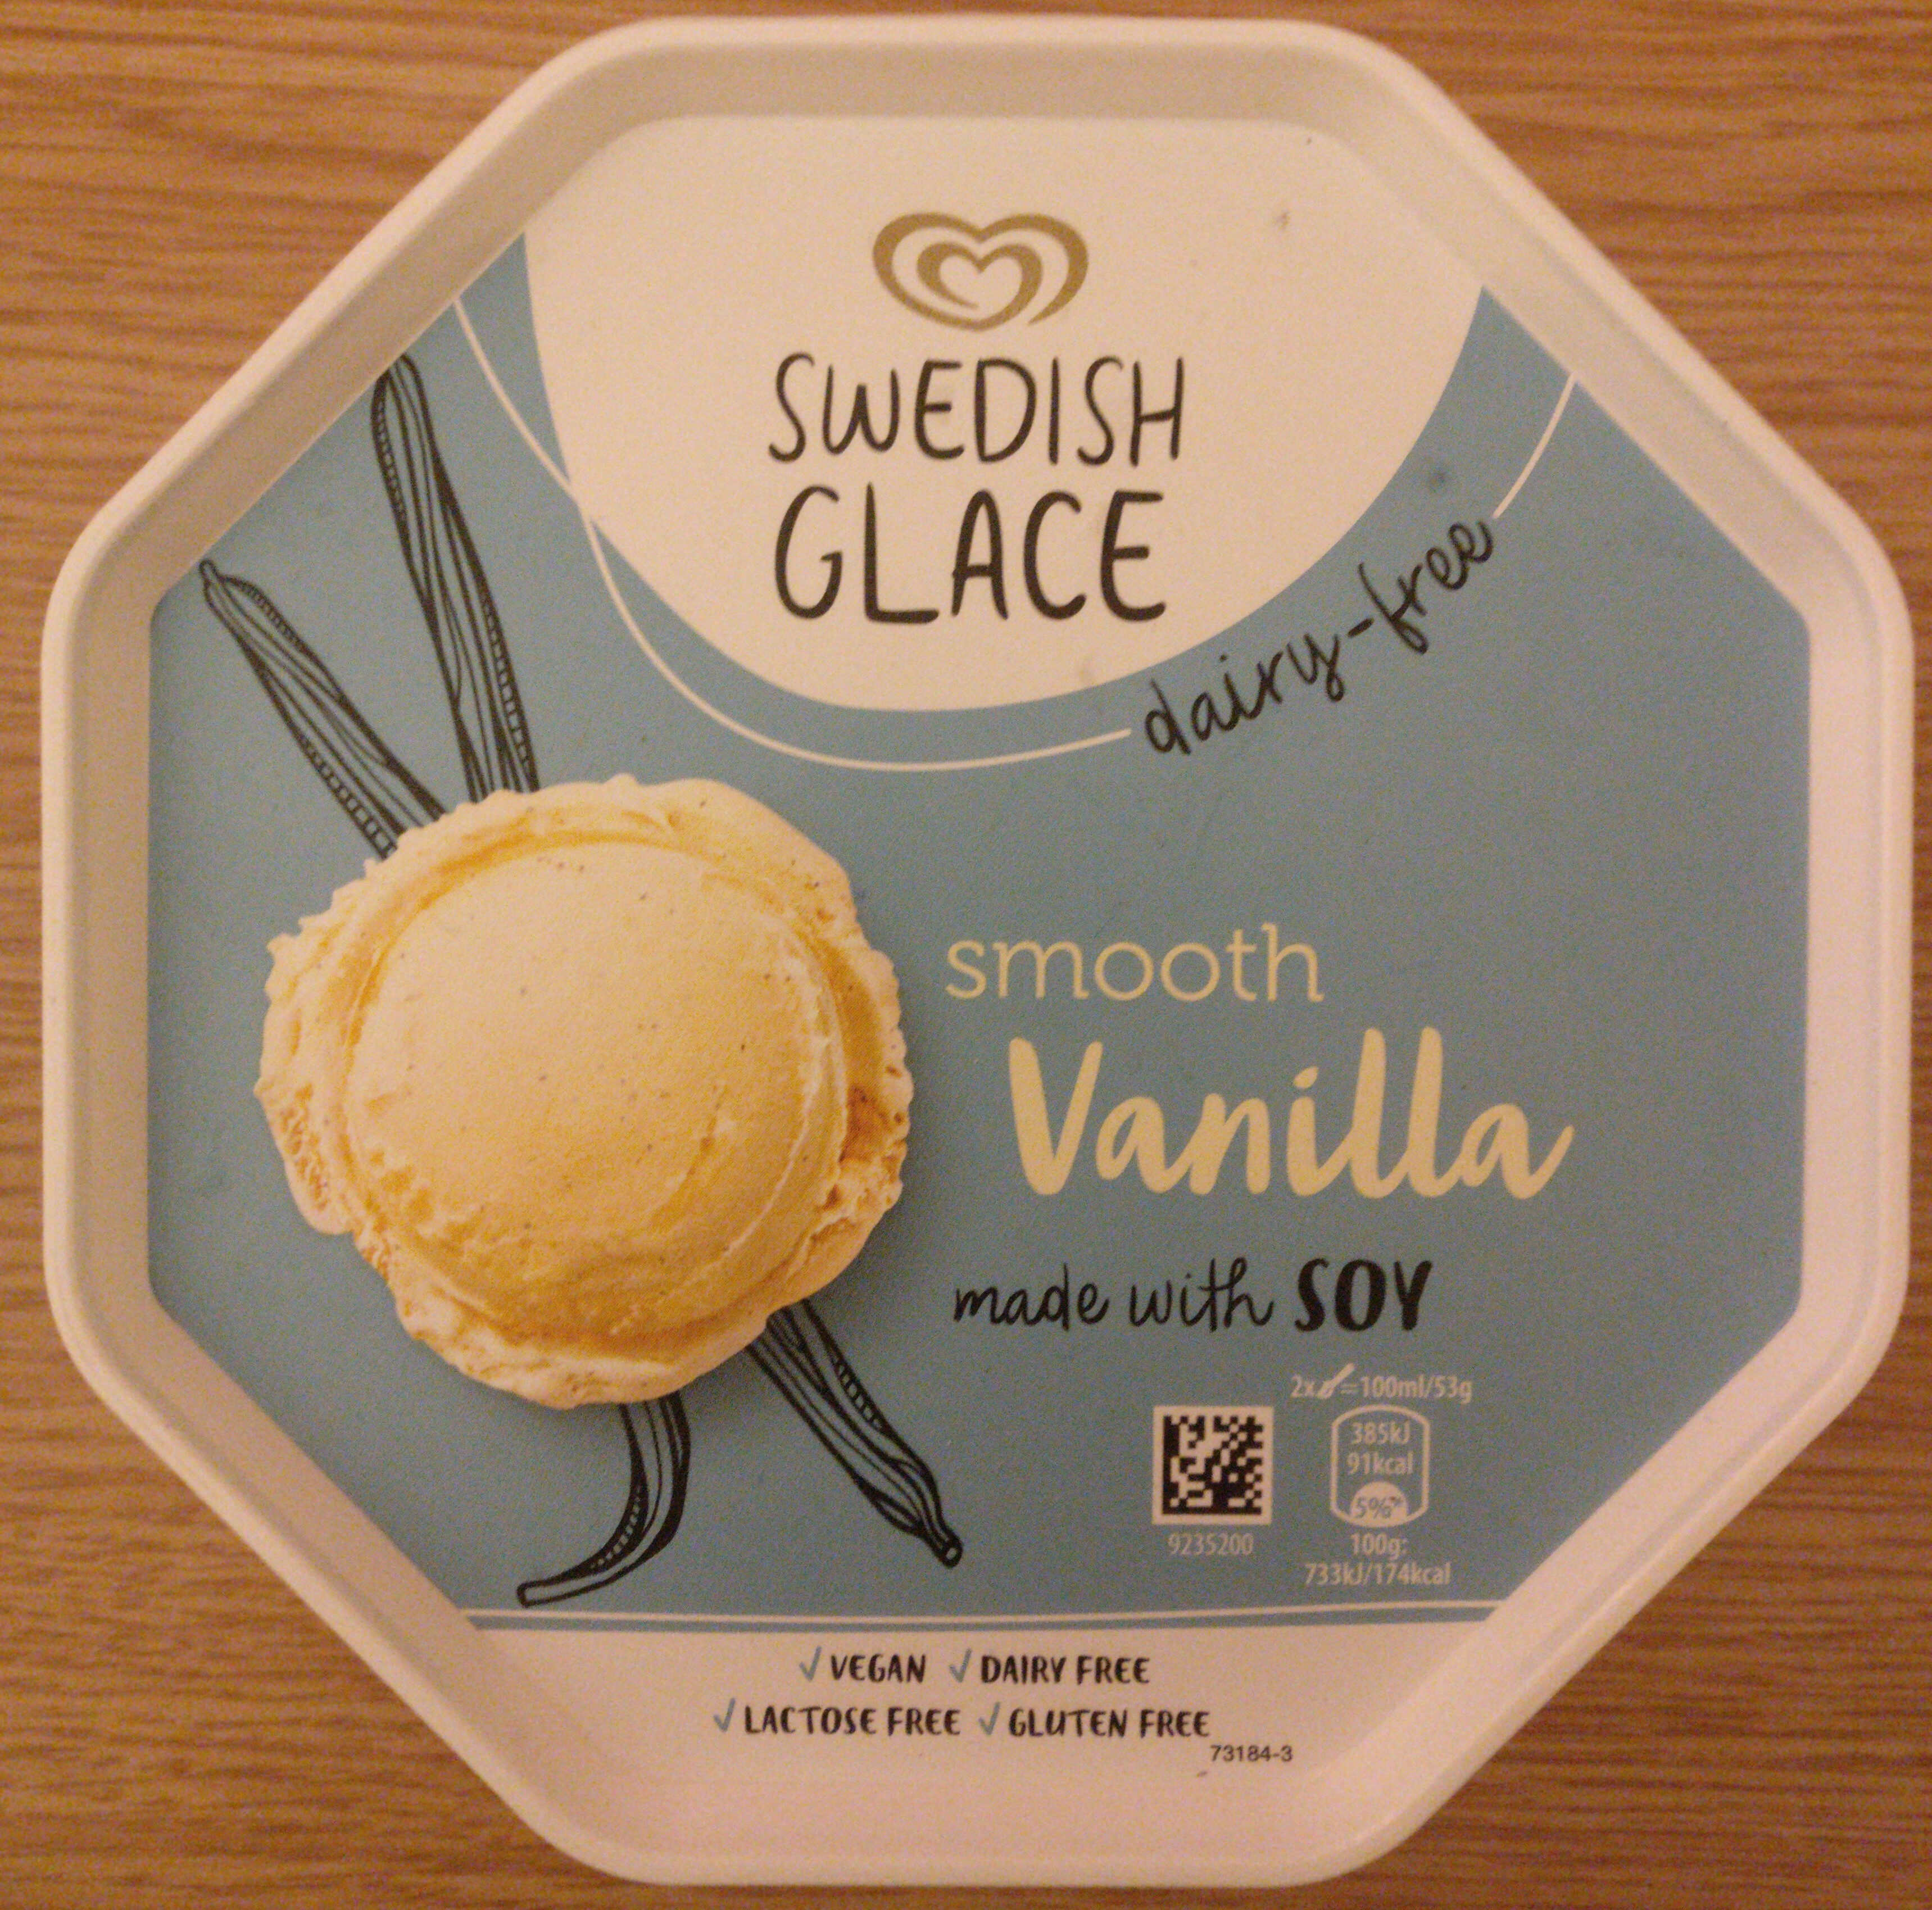 SWEDISH
GLACE
dairy-free
smooth
Vanilla
made with SOY
2x =100ml/53g
385kJ
91kcal
5%*
9235200
100g:
733kJ/174kcal
√ VEGAN √ DAIRY FREE
√ LACTOSE FREE √ GLUTEN FREE
73184-3